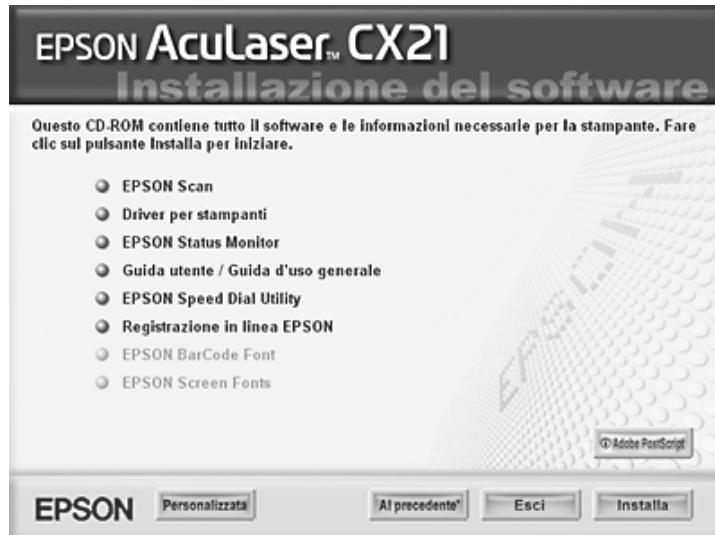 EPSON AcuLaser™ CX21
Installazione del software
Questo CD-ROM contiene tutto il software e le informazioni necessarie per la stampante. Fare
clic sul pulsante Installa per iniziare.
EPSON Scan
Driver per stampanti
EPSON Status Monitor
Guida utente / Guida d'uso generale
EPSON Speed Dial Utility
Registrazione in linea EPSON
EPSON BarCode Font
EPSON Screen Fonts
EPSON
Adobe PostScript
EPSON
Personalizzata
Al precedente"
Esci
Installa